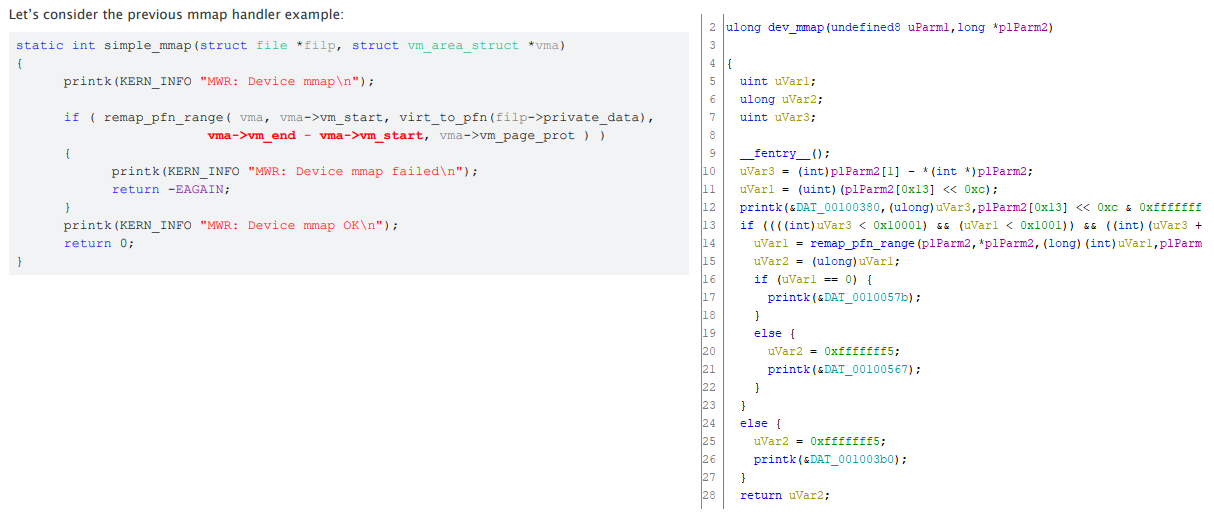 Let's consider the previous mmap handler example:
static int simple_mmap(struct file *filp, struct vm_area_struct *vma)
{
printk(KERN_INFO "MWR: Device mmap\n");
if ( remap_pfn_range( vma, vma->vm_start, virt_to_pfn(filp->private_data),
vma->vm_end - vma->vm_start, vma->vm_page_prot ) )
{
printk(KERN_INFO "MWR: Device mmap failed\n");
return -EAGAIN;
}
printk(KERN_INFO "MWR: Device mmap OK\n");
return 0;
}
2 ulong dev_mmap(undefined8 uParm1,long *plParm2)
3
4 {
5 uint uVar1;
6 ulong uVar2;
7 uint uVar3;
8
9 __fentry__();
10 uVar3 = (int)plParm2[1] - *(int *)plParm2;
11 uVar1 = (uint)(plParm2[0x13] << 0xc);
12 printk(&DAT_00100380,(ulong)uVar3,plParm2[0x13] << 0xc & 0xfffffff
13 if ((((int)uVar3 < 0x10001) && (uVar1 < 0x1001)) && ((int)(uVar3 +
14 uVar1 = remap_pfn_range(plParm2,*plParm2,(long)(int)uVar1,plParm
15 uVar2 = (ulong)uVar1;
16 if (uVar1 == 0) {
17 printk(&DAT_0010057b);
18 }
19 else {
20 uVar2 = 0xfffffff5;
21 printk(&DAT_00100567);
22 }
23 }
24 else {
25 uVar2 = 0xfffffff5;
26 printk(&DAT_001003b0);
27 }
28 return uVar2;